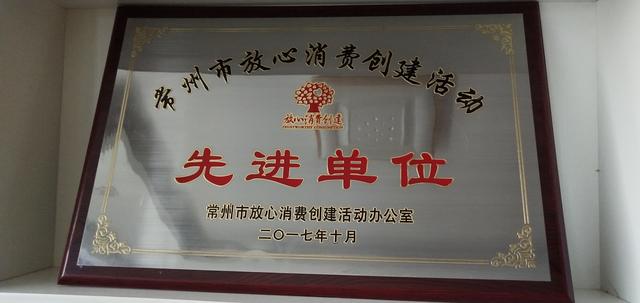 常州市放心消费创建活动
放心消费创建
TRUSTWORTHY CONSUMPTION
先进单位
常州市放心消费创建活动办公室
二〇一七年十月